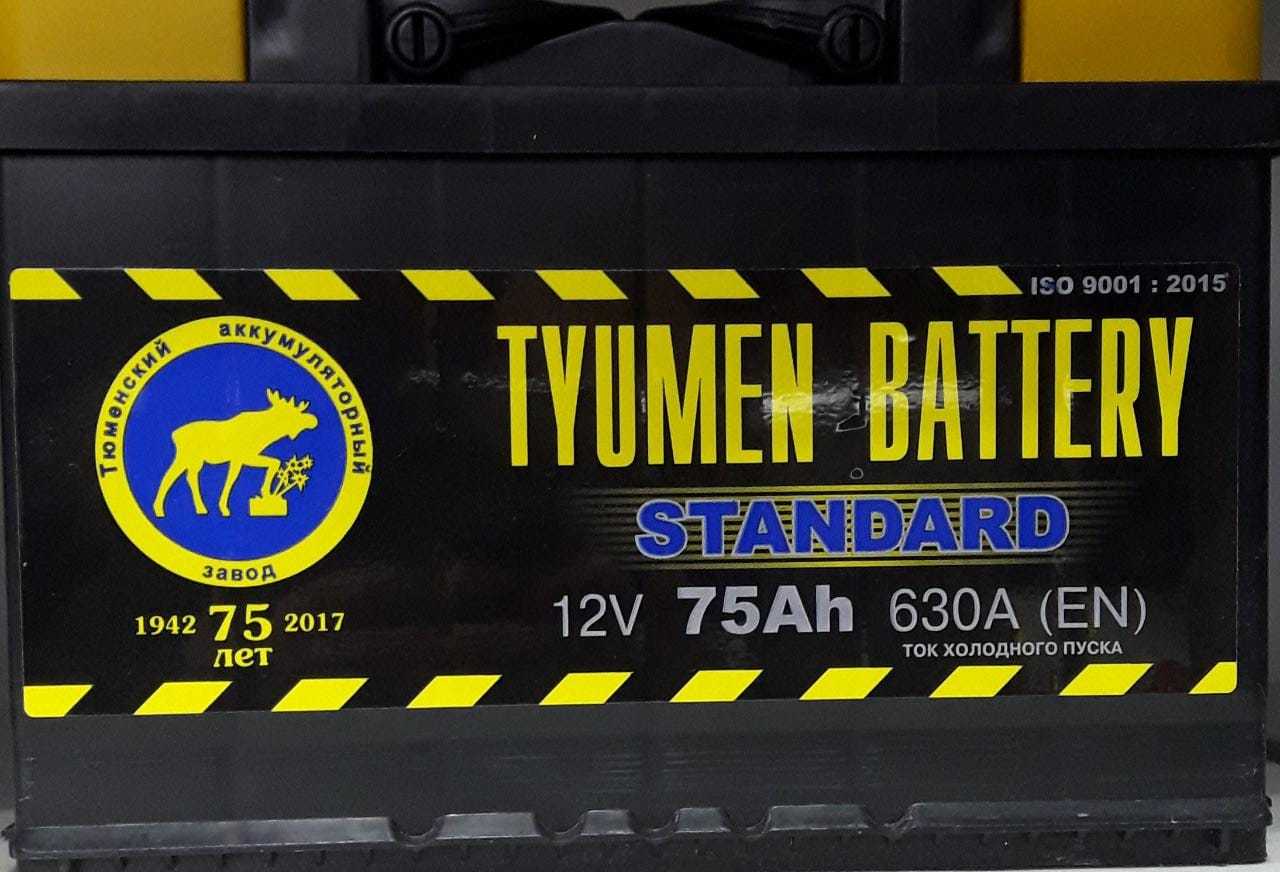 ISO 9001 : 2015
Тюменский аккумуляторный
завод
1942 75 2017
лет
TYUMEN BATTERY
STANDARD
12V 75Ah 630A (EN)
ТОК ХОЛОДНОГО ПУСКА